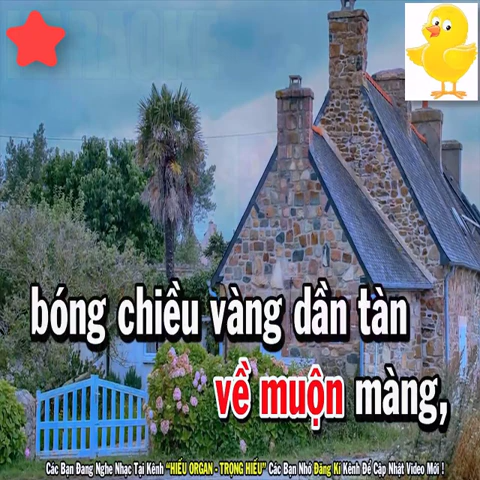 KARAOKE
bóng chiều vàng dần tàn
về muộn màng,
Các Bạn Đang Nghe Nhạc Tại Kênh "HIẾU ORGAN - TRỌNG HIẾU" Các Bạn Nhớ Đăng Kí Kênh Để Cập Nhật Video Mới !